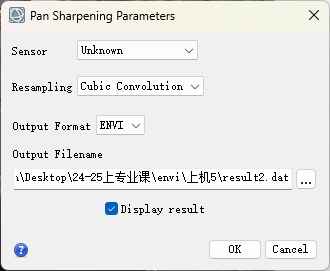 Pan Sharpening Parameters
Sensor Unknown
Resampling Cubic Convolution
Output Format ENVI
Output Filename
\Desktop\24-25上专业课\envi\上机5\result2.dat ...
Display result
? OK Cancel